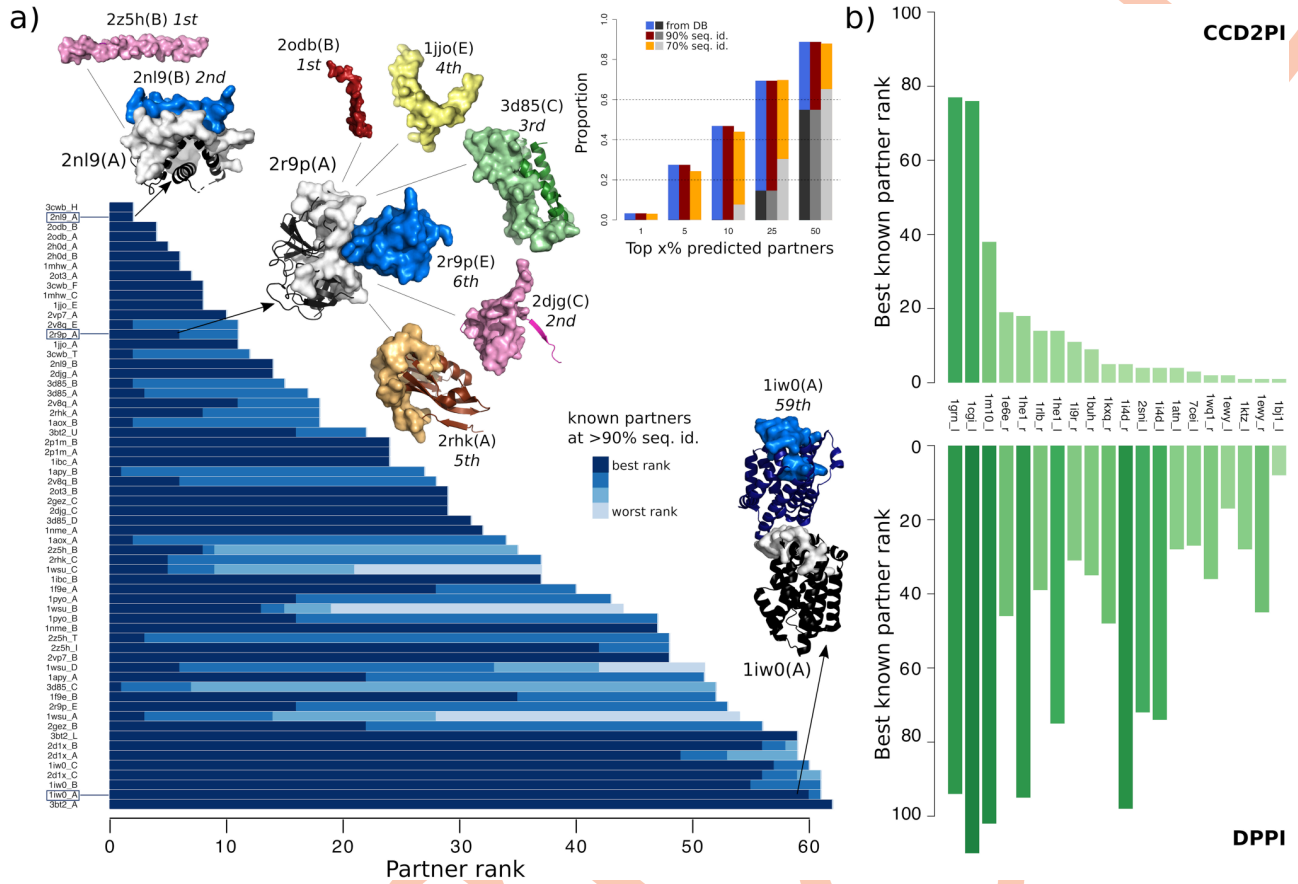 a)
2z5h(B) 1st
2nl9(B) 2nd
2nl9(A)
2odb(B)
1st
1jjo(E)
4th
3d85(C)
3rd
2r9p(A)
2r9p(E)
6th
2djg(C)
2nd
2rhk(A)
5th
Proportion
1.0
0.8
0.6
0.4
0.2
0.0
from DB
90% seq. id.
70% seq. id.
1 5 10 25 50
Top x% predicted partners
known partners
at >90% seq. id.
best rank
worst rank
1iw0(A)
59th
1iw0(A)
3cwb_H
2nl9_A
2odb_B
2odb_A
2h0d_A
2h0d_B
1mhw_A
2ot3_A
3cwb_F
1mhw_C
1jjo_E
2vp7_A
2v8q_E
2r9p_A
1jjo_A
3cwb_T
2nl9_B
2djg_A
3d85_B
3d85_A
2v8q_A
2rhk_A
1aox_B
3bt2_U
2p1m_B
2p1m_A
1ibc_A
1apy_B
2v8q_B
2ot3_B
2gez_C
2djg_C
3d85_D
1nme_A
1aox_A
2z5h_B
2rhk_C
1wsu_C
1ibc_B
1f9e_A
1pyo_A
1wsu_B
1pyo_B
1nme_B
2z5h_T
2z5h_I
2vp7_B
1wsu_D
1apy_A
3d85_C
1f9e_B
2r9p_E
1wsu_A
2gez_B
3bt2_L
2d1x_B
2d1x_A
1iw0_C
2d1x_C
1iw0_B
1iw0_A
3bt2_A
0 10 20 30 40 50 60
Partner rank
b)
CCD2PI
Best known partner rank
100
80
60
40
20
0
1grn_l
1cgi_l
1m10_l
1e6e_r
1he1_r
1rlb_r
1he1_l
1i9r_r
1buh_r
1kxq_r
1i4d_r
2sni_l
1i4d_l
1atn_l
7cei_l
1wq1_r
1ewy_l
1ktz_l
1ewy_r
1bj1_l
Best known partner rank
0
20
40
60
80
100
DPPI